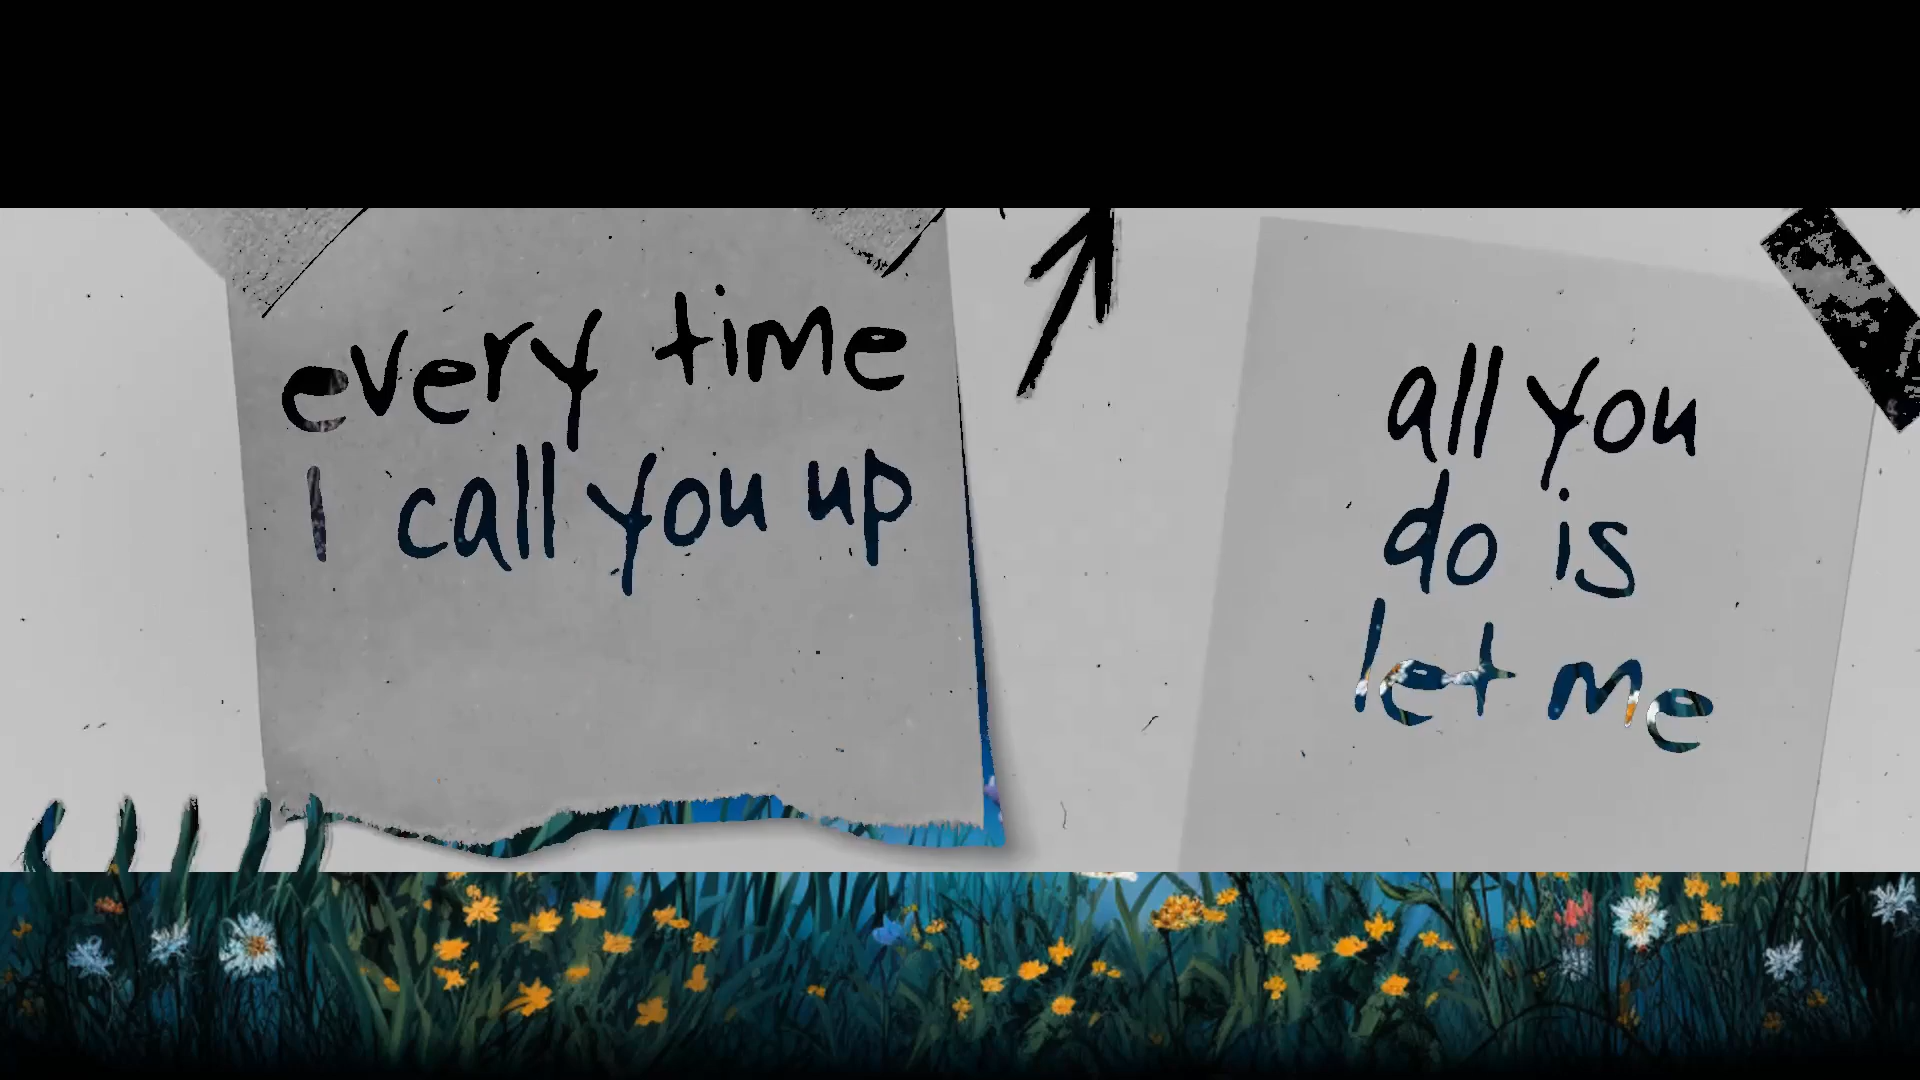 every time
I call you up
all you
do is
let me